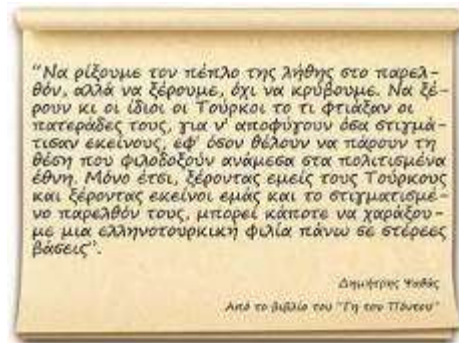 “Να ρίξουμε τον πέπλο της λήθης στο παρελ-
θόν, αλλά να ξέρουμε, όχι να κρύβουμε. Να ξέ-
ρουν κι οι ίδιοι οι Τούρκοι το τι φτιάξαν οι
πατεράδες τους, για ν' αποφύγουν όσα στιγμά-
τισαν εκείνους, εφ' όσον θέλουν να πάρουν τη
θέση που φιλοδοξούν ανάμεσα στα πολιτισμένα
έθνη. Μόνο έτσι, ξέροντας εμείς τους Τούρκους
και ξέροντας εκείνοι εμάς και το στιγματισμέ-
νο παρελθόν τους, μπορεί κάποτε να χαράξου-
με μια ελληνοτουρκική φιλία πάνω σε στέρεες
βάσεις”.
Δημήτρης Ψαθάς
Από το βιβλίο του "Γη του Πόντου"